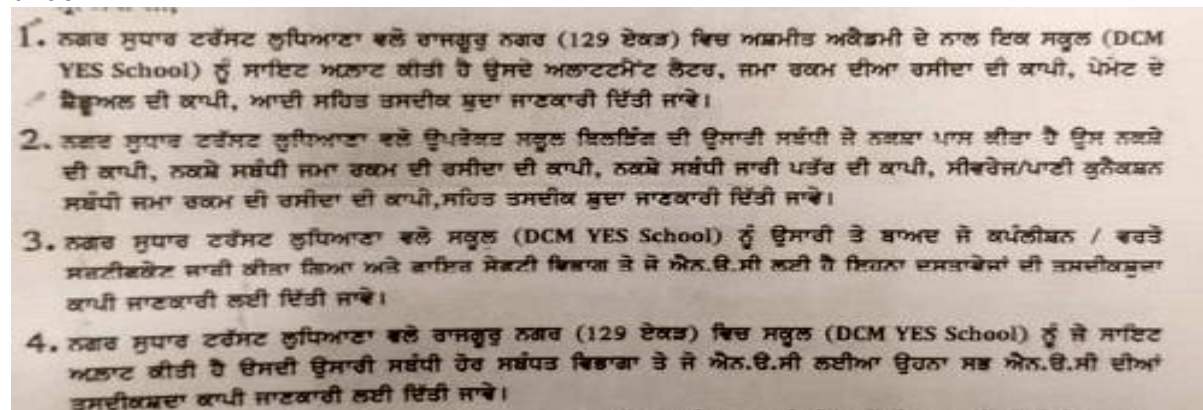 1. ਨਗਰ ਸੁਧਾਰ ਟਰੱਸਟ ਲੁਧਿਆਣਾ ਵਲੋ ਰਾਜਗੁਰੂ ਨਗਰ (129 ਏਕੜ) ਵਿਚ ਅਸ਼ਮੀਤ ਅਕੈਡਮੀ ਦੇ ਨਾਲ ਇਕ ਸਕੂਲ (DCM
YES School) ਨੂੰ ਸਾਇਟ ਅਲਾਟ ਕੀਤੀ ਹੈ ਉਸਦੇ ਅਲਾਟਟਮੈਂਟ ਲੈਟਰ, ਜਮਾ ਰਕਮ ਦੀਆ ਰਸੀਦਾ ਦੀ ਕਾਪੀ, ਪੇਮੇਟ ਦੇ
ਸ਼ੈਡੂਅਲ ਦੀ ਕਾਪੀ, ਆਦੀ ਸਹਿਤ ਤਸਦੀਕ ਸ਼ੁਦਾ ਜਾਣਕਾਰੀ ਦਿੱਤੀ ਜਾਵੇ।
2. ਨਗਰ ਸੁਧਾਰ ਟਰੱਸਟ ਲੁਧਿਆਣਾ ਵਲੋ ਉਪਰੋਕਤ ਸਕੂਲ ਬਿਲਡਿੰਗ ਦੀ ਉਸਾਰੀ ਸਬੰਧੀ ਜੋ ਨਕਸ਼ਾ ਪਾਸ ਕੀਤਾ ਹੈ ਉਸ ਨਕਸ਼ੇ
ਦੀ ਕਾਪੀ, ਨਕਸ਼ੇ ਸਬੰਧੀ ਜਮਾ ਰਕਮ ਦੀ ਰਸੀਦਾ ਦੀ ਕਾਪੀ, ਨਕਸ਼ੇ ਸਬੰਧੀ ਜਾਰੀ ਪਤੱਰ ਦੀ ਕਾਪੀ, ਸੀਵਰੇਜ/ਪਾਣੀ ਕੁਨੈਕਸ਼ਨ
ਸਬੰਧੀ ਜਮਾ ਰਕਮ ਦੀ ਰਸੀਦਾ ਦੀ ਕਾਪੀ,ਸਹਿਤ ਤਸਦੀਕ ਸ਼ੁਦਾ ਜਾਣਕਾਰੀ ਦਿੱਤੀ ਜਾਵੇ।
3. ਨਗਰ ਸੁਧਾਰ ਟਰੱਸਟ ਲੁਧਿਆਣਾ ਵਲੋ ਸਕੂਲ (DCM YES School) ਨੂੰ ਉਸਾਰੀ ਤੇ ਬਾਅਦ ਜੋ ਕਪੰਲੀਸ਼ਨ / ਵਰਤੋ
ਸਰਟੀਫਕੇਟ ਜਾਰੀ ਕੀਤਾ ਗਿਆ ਅਤੇ ਫਾਇਰ ਸੇਫਟੀ ਵਿਭਾਗ ਤੋ ਜੋ ਐਨ.ਓ.ਸੀ ਲਈ ਹੈ ਇਹਨਾ ਦਸਤਾਵੇਜਾਂ ਦੀ ਤਸਦੀਕਸ਼ੁਦਾ
ਕਾਪੀ ਜਾਣਕਾਰੀ ਲਈ ਦਿੱਤੀ ਜਾਵੇ।
4. ਨਗਰ ਸੁਧਾਰ ਟਰੱਸਟ ਲੁਧਿਆਣਾ ਵਲੋ ਰਾਜਗੁਰੂ ਨਗਰ (129 ਏਕੜ) ਵਿਚ ਸਕੂਲ (DCM YES School) ਨੂੰ ਜੋ ਸਾਇਟ
ਅਲਾਟ ਕੀਤੀ ਹੈ ਓਸਦੀ ਉਸਾਰੀ ਸਬੰਧੀ ਹੋਰ ਸਬੰਧਤ ਵਿਭਾਗਾ ਤੋ ਜੋ ਐਨ.ਓ.ਸੀ ਲਈਆ ਉਹਨਾ ਸਭ ਐਨ.ਓ.ਸੀ ਦੀਆਂ
ਤਸਦੀਕਸ਼ੁਦਾ ਕਾਪੀ ਜਾਣਕਾਰੀ ਲਈ ਦਿੱਤੀ ਜਾਵੇ।